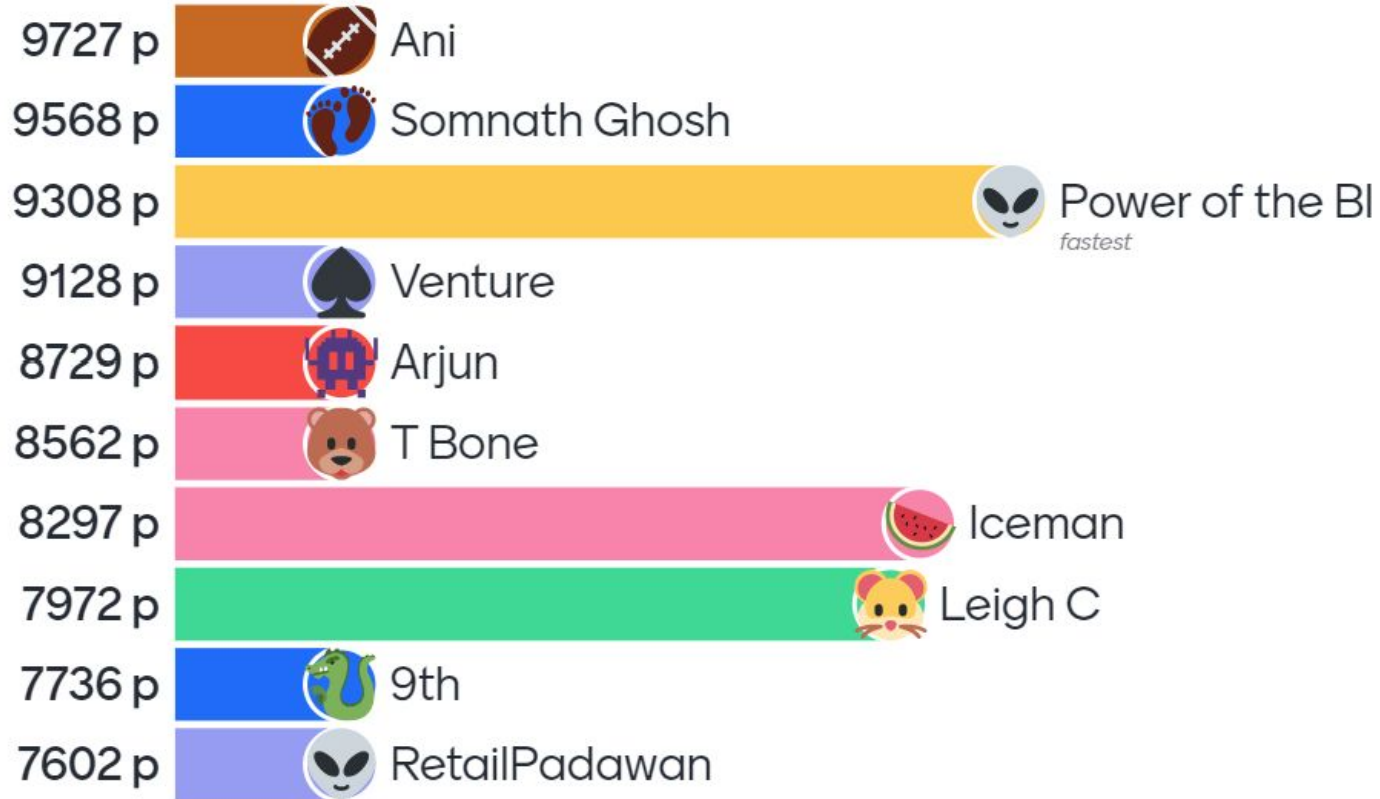 9727 p Ani
9568 p Somnath Ghosh
9308 p Power of the Bl
fastest
9128 p Venture
8729 p Arjun
8562 p T Bone
8297 p Iceman
7972 p Leigh C
7736 p 9th
7602 p RetailPadawan